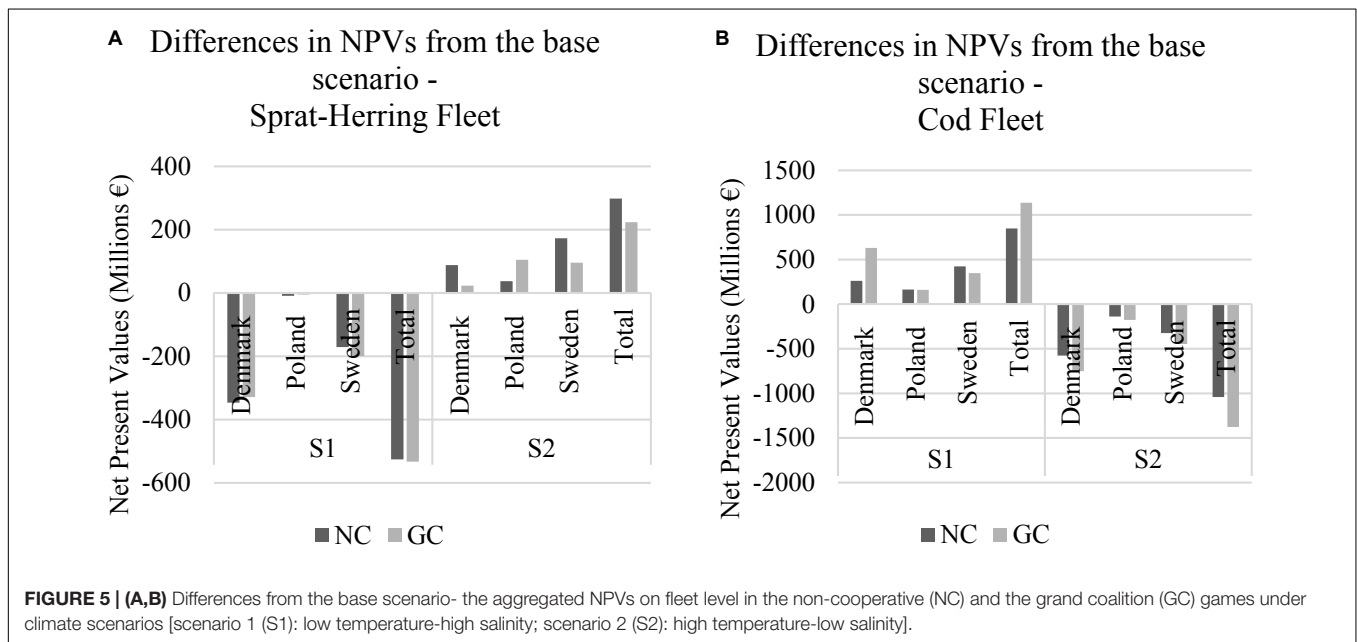 A Differences in NPVs from the base
scenario -
Sprat-Herring Fleet
Net Present Values (Millions €)
400
200
0
-200
-400
-600
Denmark
Poland
Sweden
Total
Denmark
Poland
Sweden
Total
S1
S2
NC GC
B Differences in NPVs from the base
scenario -
Cod Fleet
Net Present Values (Millions €)
1500
1000
500
0
-500
-1000
-1500
-2000
Denmark
Poland
Sweden
Total
Denmark
Poland
Sweden
Total
S1
S2
NC GC
FIGURE 5 | (A,B) Differences from the base scenario- the aggregated NPVs on fleet level in the non-cooperative (NC) and the grand coalition (GC) games under
climate scenarios [scenario 1 (S1): low temperature-high salinity; scenario 2 (S2): high temperature-low salinity].